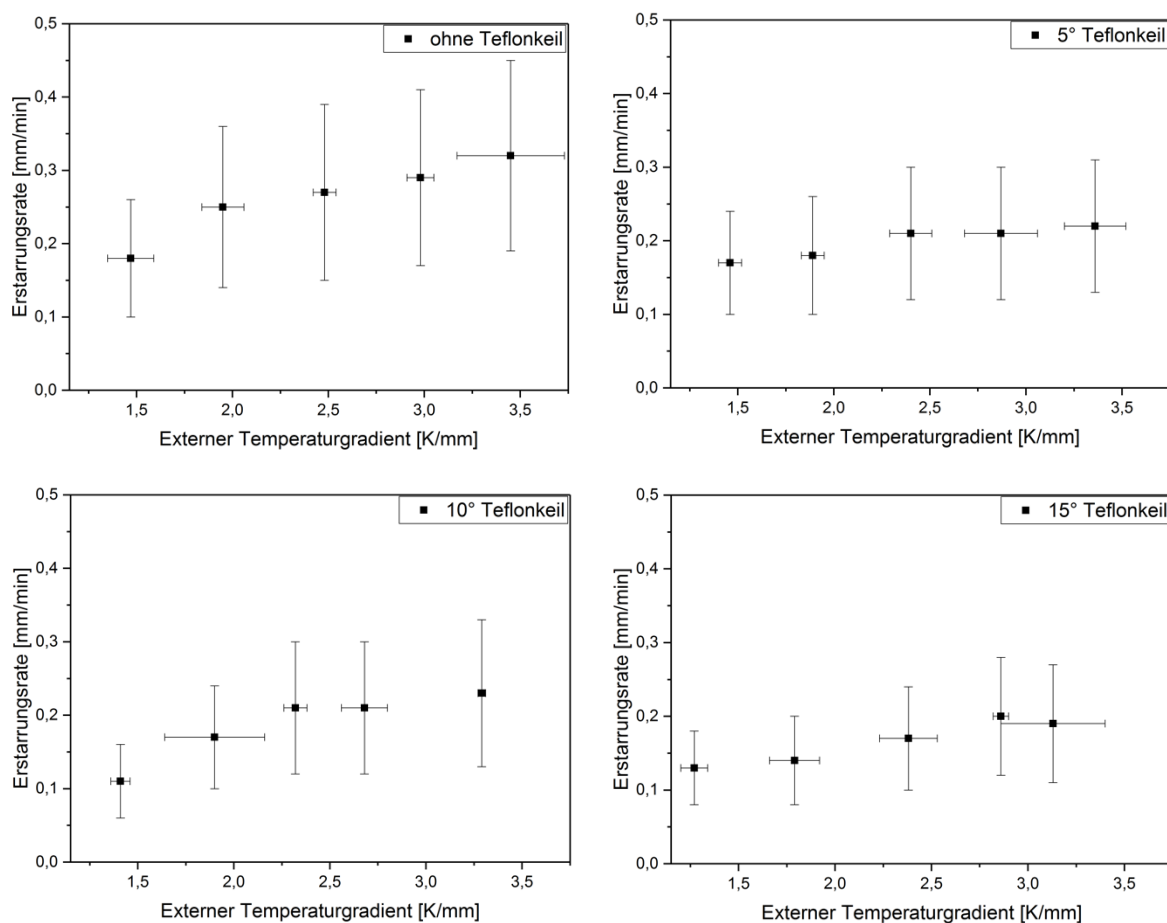 0,5
0,4
0,3
0,2
0,1
0,0
Erstarrungsrate [mm/min]
ohne Teflonkeil
1,5 2,0 2,5 3,0 3,5
Externer Temperaturgradient [K/mm]
0,5
0,4
0,3
0,2
0,1
0,0
Erstarrungsrate [mm/min]
5° Teflonkeil
1,5 2,0 2,5 3,0 3,5
Externer Temperaturgradient [K/mm]
0,5
0,4
0,3
0,2
0,1
0,0
Erstarrungsrate [mm/min]
10° Teflonkeil
1,5 2,0 2,5 3,0 3,5
Externer Temperaturgradient [K/mm]
0,5
0,4
0,3
0,2
0,1
0,0
Erstarrungsrate [mm/min]
15° Teflonkeil
1,5 2,0 2,5 3,0 3,5
Externer Temperaturgradient [K/mm]